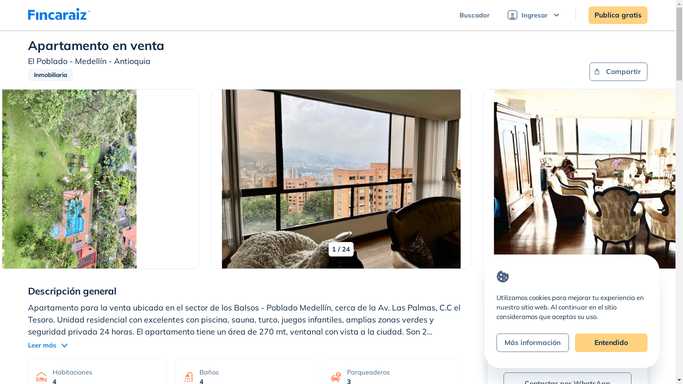 Fincaraiz
Buscador
Ingresar
Publica gratis
Apartamento en venta
El Poblado - Medellín - Antioquia
Inmobiliaria
Compartir
1 / 24
Descripción general
Apartamento para la venta ubicada en el sector de los Balsos - Poblado Medellín, cerca de la Av. Las Palmas, C.C el
Tesoro. Unidad residencial con excelentes con piscina, sauna, turco, juegos infantiles, amplias zonas verdes y
seguridad privada 24 horas. El apartamento tiene un área de 270 mt, ventanal con vista a la ciudad. Son 2...
Leer más
Habitaciones
4
Baños
4
Parqueaderos
3
Utilizamos cookies para mejorar tu experiencia en
nuestro sitio web. Al continuar en el sitio
consideramos que aceptas su uso.
Más información
Entendido
Contactar por WhatsApp